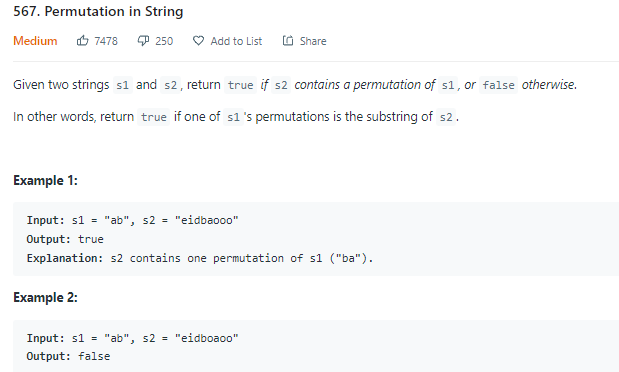 567. Permutation in String
Medium 7478 250 Add to List Share
Given two strings s1 and s2, return true if s2 contains a permutation of s1, or false otherwise.
In other words, return true if one of s1's permutations is the substring of s2.
Example 1:
Input: s1 = "ab", s2 = "eidbaooo"
Output: true
Explanation: s2 contains one permutation of s1 ("ba").
Example 2:
Input: s1 = "ab", s2 = "eidboaoo"
Output: false